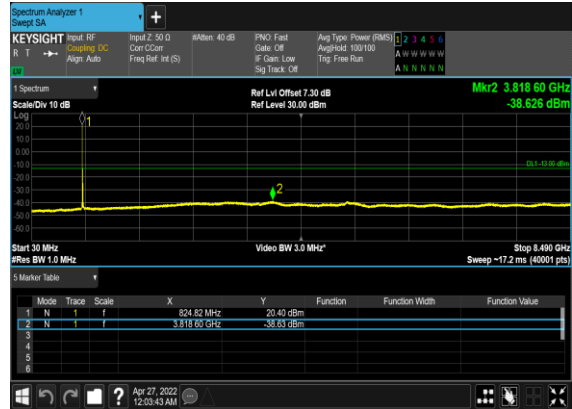 Spectrum Analyzer 1
Swept SA
+
KEYSIGHT Input: RF Input Z: 50 Ω #Atten: 40 dB PNO: Fast Avg Type: Power (RMS) 1 2 3 4 5 6
R T Coupling: DC Corr CCorr Gate: Off Avg|Hold: 100/100 A W W W W W
Align: Auto Freq Ref: Int (S) IF Gain: Low Trig: Free Run
Sig Track: Off A N N N N N
1 Spectrum Ref Lvl Offset 7.30 dB Mkr2 3.818 60 GHz
Scale/Div 10 dB Ref Level 30.00 dBm -38.626 dBm
Log
20.0
10.0
0.00
-10.0
DL1 -13.00 dBm
-20.0
-30.0
-40.0
-50.0
-60.0
1
2
Start 30 MHz Video BW 3.0 MHz* Stop 8.490 GHz
#Res BW 1.0 MHz Sweep ~17.2 ms (40001 pts)
5 Marker Table
Mode Trace Scale X Y Function Function Width Function Value
1 N 1 f 824.82 MHz 20.40 dBm
2 N 1 f 3.818 60 GHz -38.63 dBm
3
4
5
6
? Apr 27, 2022
12:03:43 AM